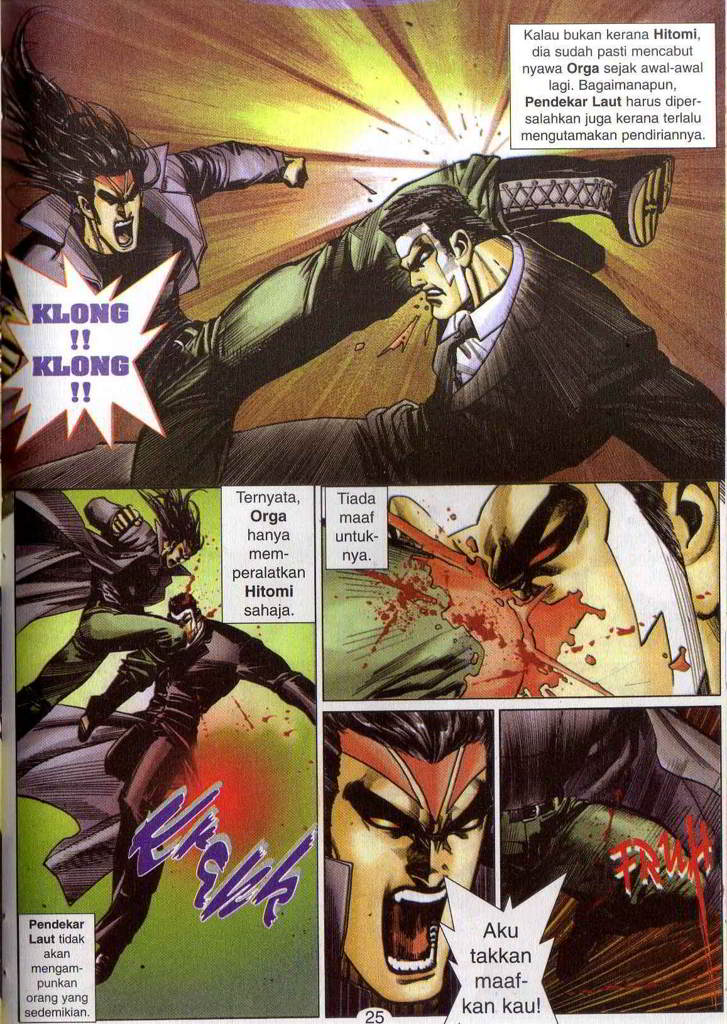 Kalau bukan kerana Hitomi,
dia sudah pasti mencabut
nyawa Orga sejak awal-awal
lagi. Bagaimanapun,
Pendekar Laut harus diper-
salahkan juga kerana terlalu
mengutamakan pendiriannya.
KLONG
!!
KLONG
!!
Ternyata,
Orga
hanya
mem-
peralatkan
Hitomi
sahaja.
Tiada
maaf
untuk-
nya.
Pendekar
Laut tidak
akan
mengam-
punkan
orang yang
sedemikian.
FRUH
Aku
takkan
maaf-
kan kau!
25